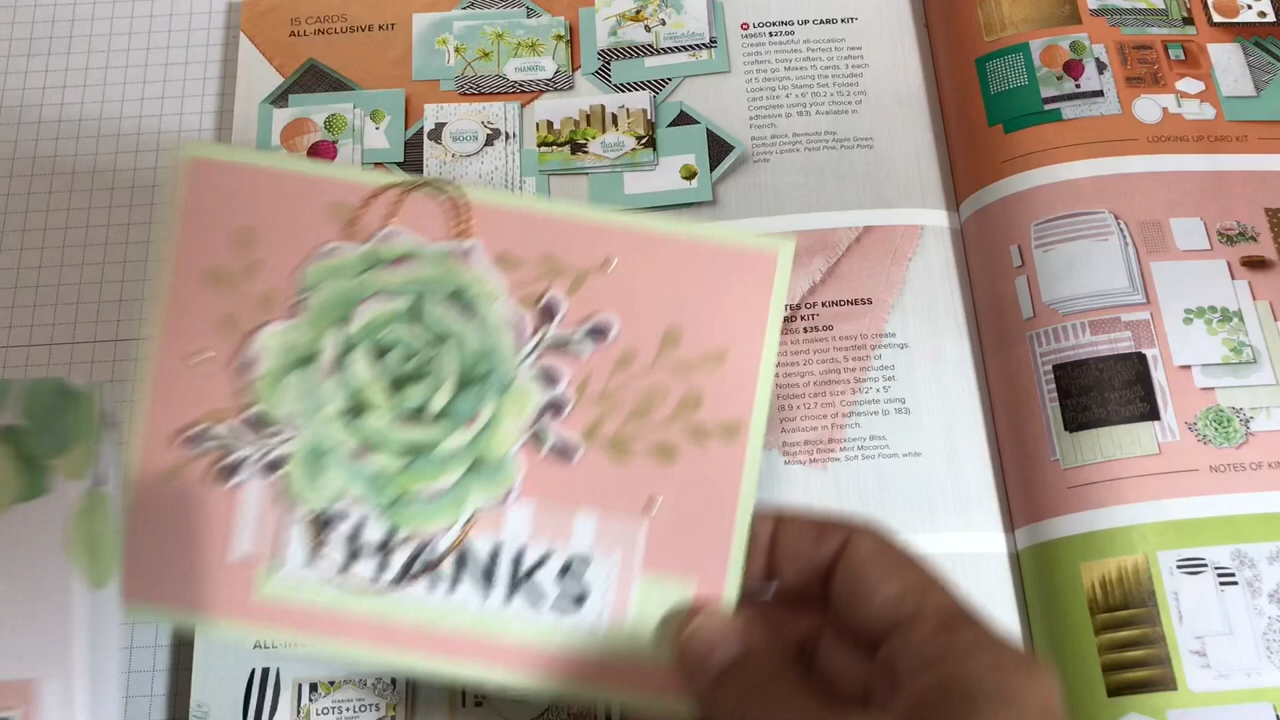 15 CARDS
ALL-INCLUSIVE KIT
THANKFUL
SOON
thanks
LOOKING UP CARD KIT*
149651 $27.00
Create beautiful all-occasion
cards in minutes. Perfect for new
crafters, busy crafters, or crafters
on the go. Makes 15 cards, 3 each
of 5 designs, using the included
Looking Up Stamp Set. Folded
card size: 4" x 6" (10.2 x 15.2 cm).
Complete using your choice of
adhesive (p. 183). Available in
French.
Basic Black, Bermuda Bay,
Daffodil Delight, Granny Apple Green,
Lovely Lipstick, Petal Pink, Pool Party,
white
LOOKING UP CARD KIT
TES OF KINDNESS
RD KIT*
266 $35.00
is kit makes it easy to create
nd send your heartfelt greetings.
Makes 20 cards, 5 each of
4 designs, using the included
Notes of Kindness Stamp Set.
Folded card size: 3-1/2" x 5"
(8.9 x 12.7 cm). Complete using
your choice of adhesive (p. 183).
Available in French.
Basic Black, Blackberry Bliss,
Blushing Bride, Mint Macaron,
Mossy Meadow, Soft Sea Foam, white
NOTES OF KIN
THANKS
ALL-IN
SENDING YOU
LOTS + LOTS
OF HAPPY